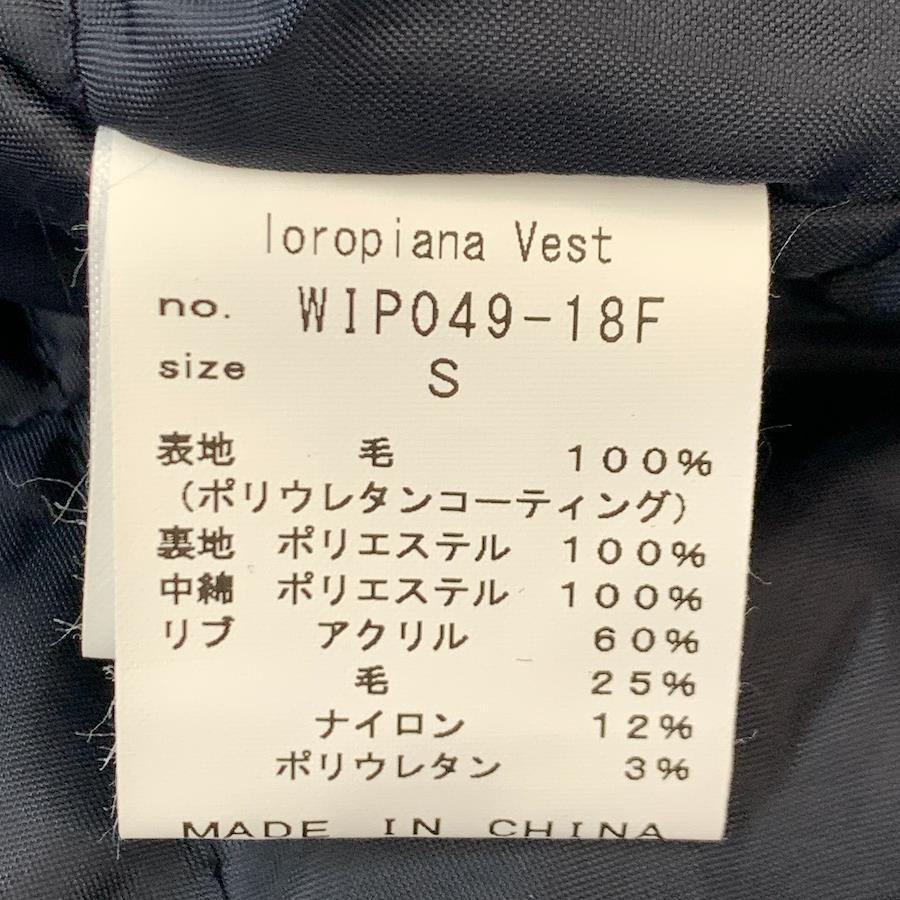 loropiana Vest
no. WIP049-18F
size S
表地 毛 100%
(ポリウレタンコーティング)
裏地 ポリエステル 100%
中綿 ポリエステル 100%
リブ アクリル 60%
毛 25%
ナイロン 12%
ポリウレタン 3%
MADE IN CHINA